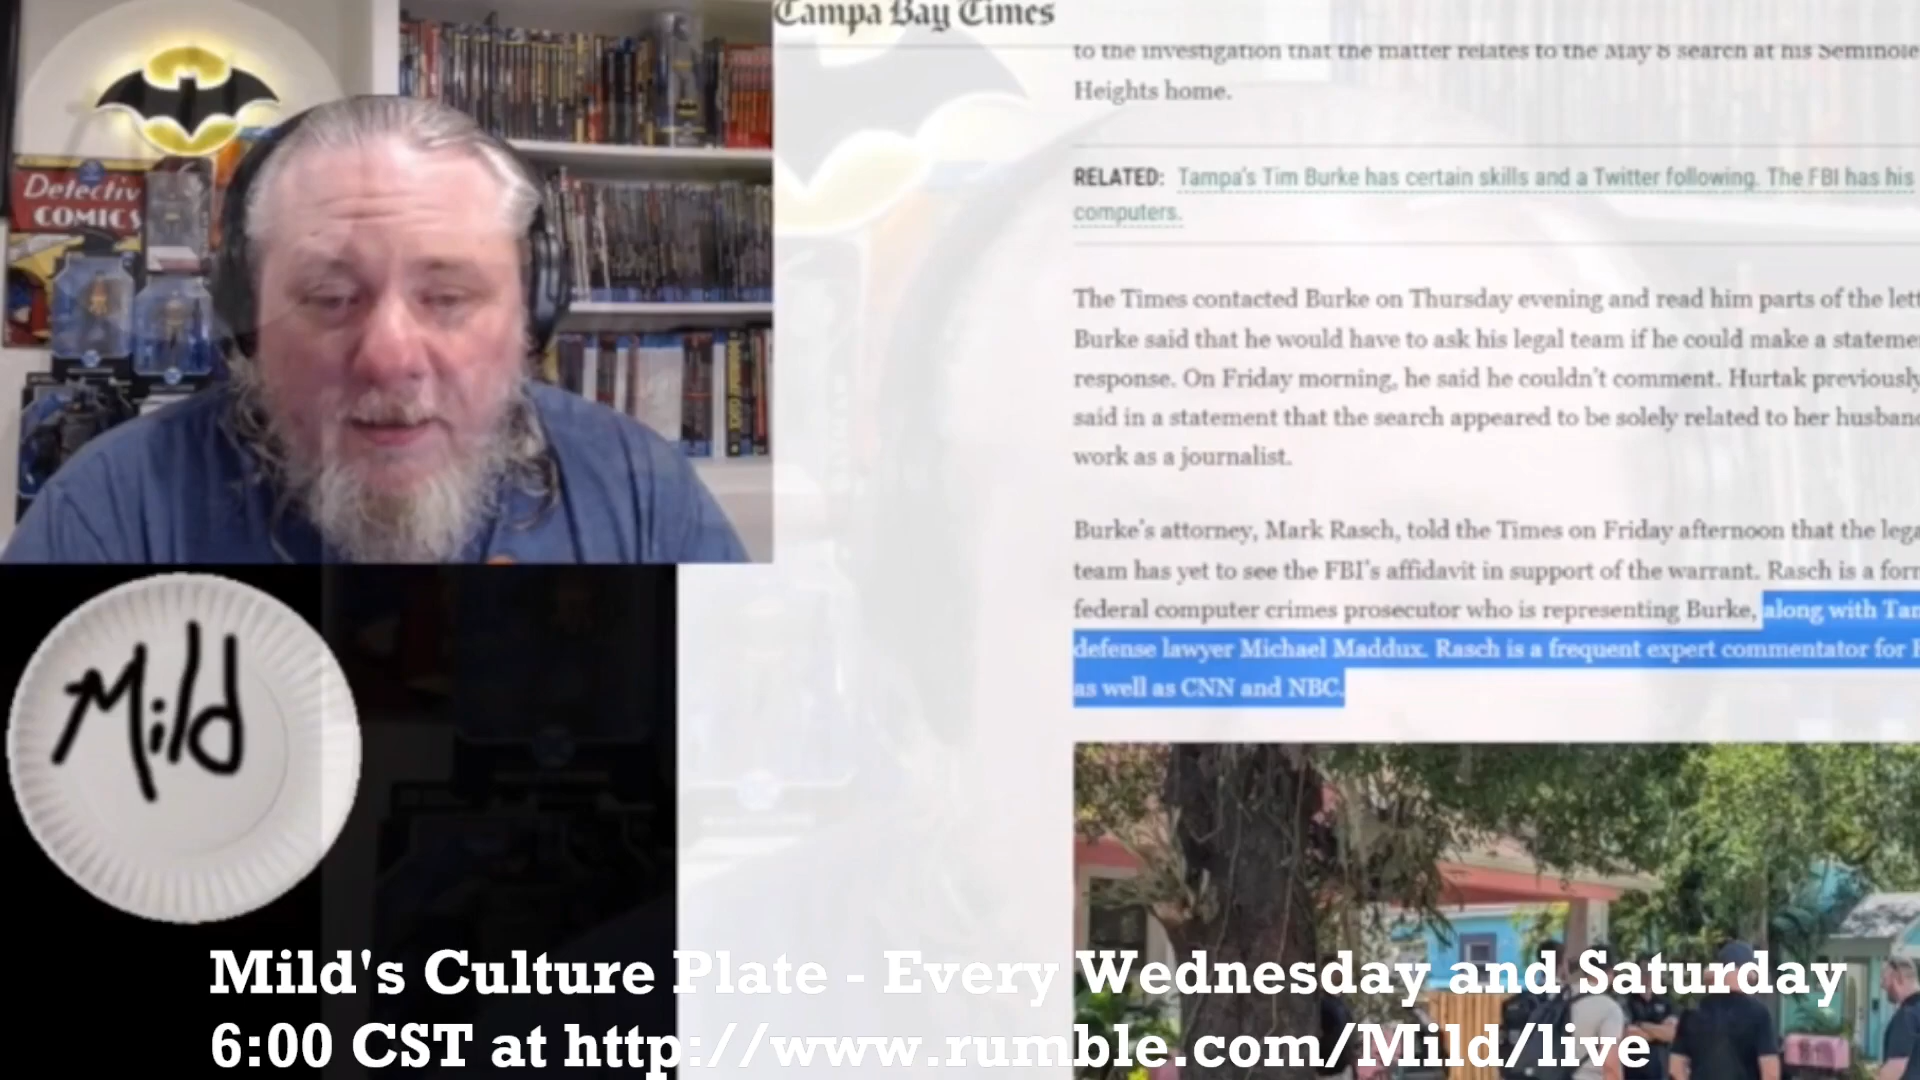 Tampa Bay Times
to the investigation that the matter relates to the May 8 search at his Seminole
Heights home.
Detectiv
COMICS
RELATED: Tampa's Tim Burke has certain skills and a Twitter following. The FBI has his
computers.
The Times contacted Burke on Thursday evening and read him parts of the lett
Burke said that he would have to ask his legal team if he could make a stateme
response. On Friday morning, he said he couldn't comment. Hurtak previously
said in a statement that the search appeared to be solely related to her husband
work as a journalist.
Burke's attorney, Mark Rasch, told the Times on Friday afternoon that the lega
team has yet to see the FBI's affidavit in support of the warrant. Rasch is a form
federal computer crimes prosecutor who is representing Burke, along with Tam
defense lawyer Michael Maddux. Rasch is a frequent expert commentator for
as well as CNN and NBC.
Mild
Mild's Culture Plate - Every Wednesday and Saturday
6:00 CST at http://www.rumble.com/Mild/live